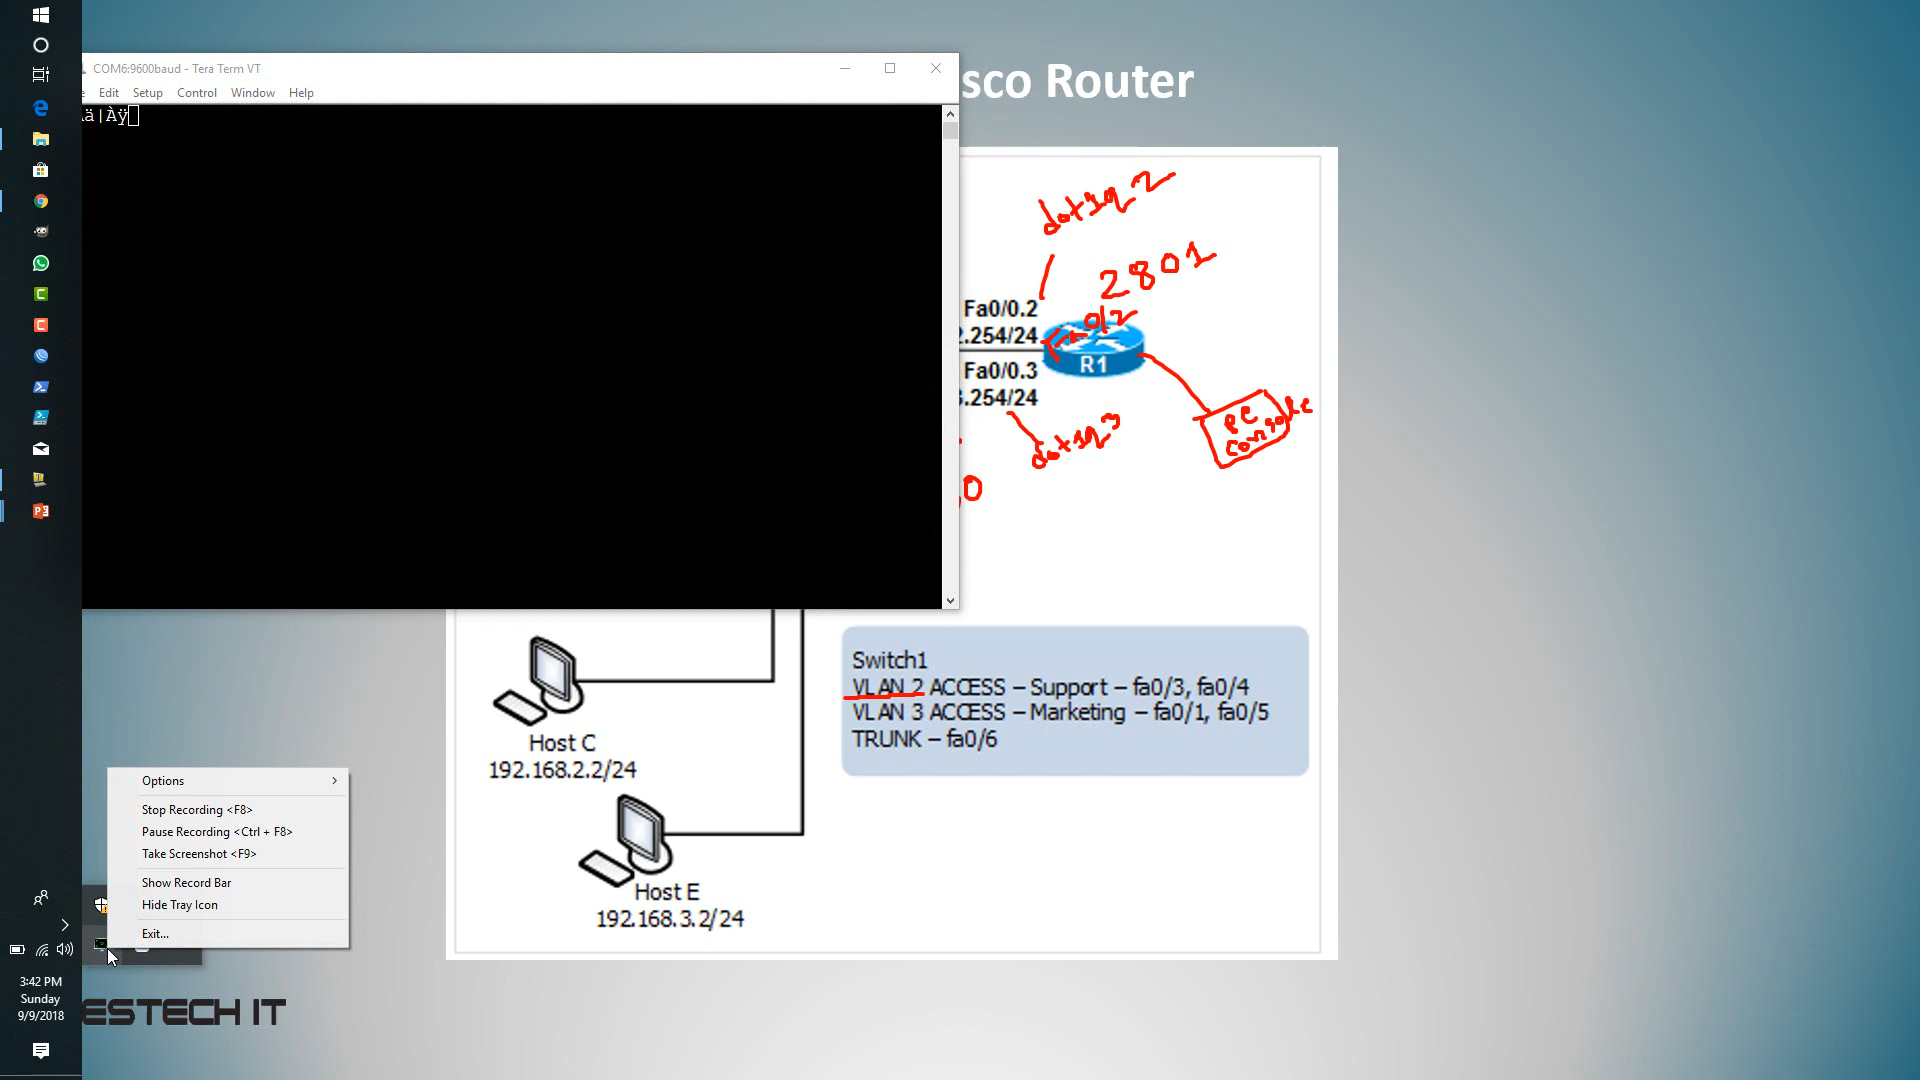 COM6:9600baud - Tera Term VT
Edit Setup Control Window Help
ä|Àÿ
sco Router
dot1q 2
2801
Fa0/0.2
.254/24
Fa0/2
R1
Fa0/0.3
.254/24
dot1q 3
PC
Console
0
Switch1
VLAN 2 ACCESS – Support – fa0/3, fa0/4
VLAN 3 ACCESS – Marketing – fa0/1, fa0/5
TRUNK – fa0/6
Host C
192.168.2.2/24
Host E
192.168.3.2/24
Options
Stop Recording <F8>
Pause Recording <Ctrl + F8>
Take Screenshot <F9>
Show Record Bar
Hide Tray Icon
Exit...
3:42 PM
Sunday
9/9/2018
ESTECH IT